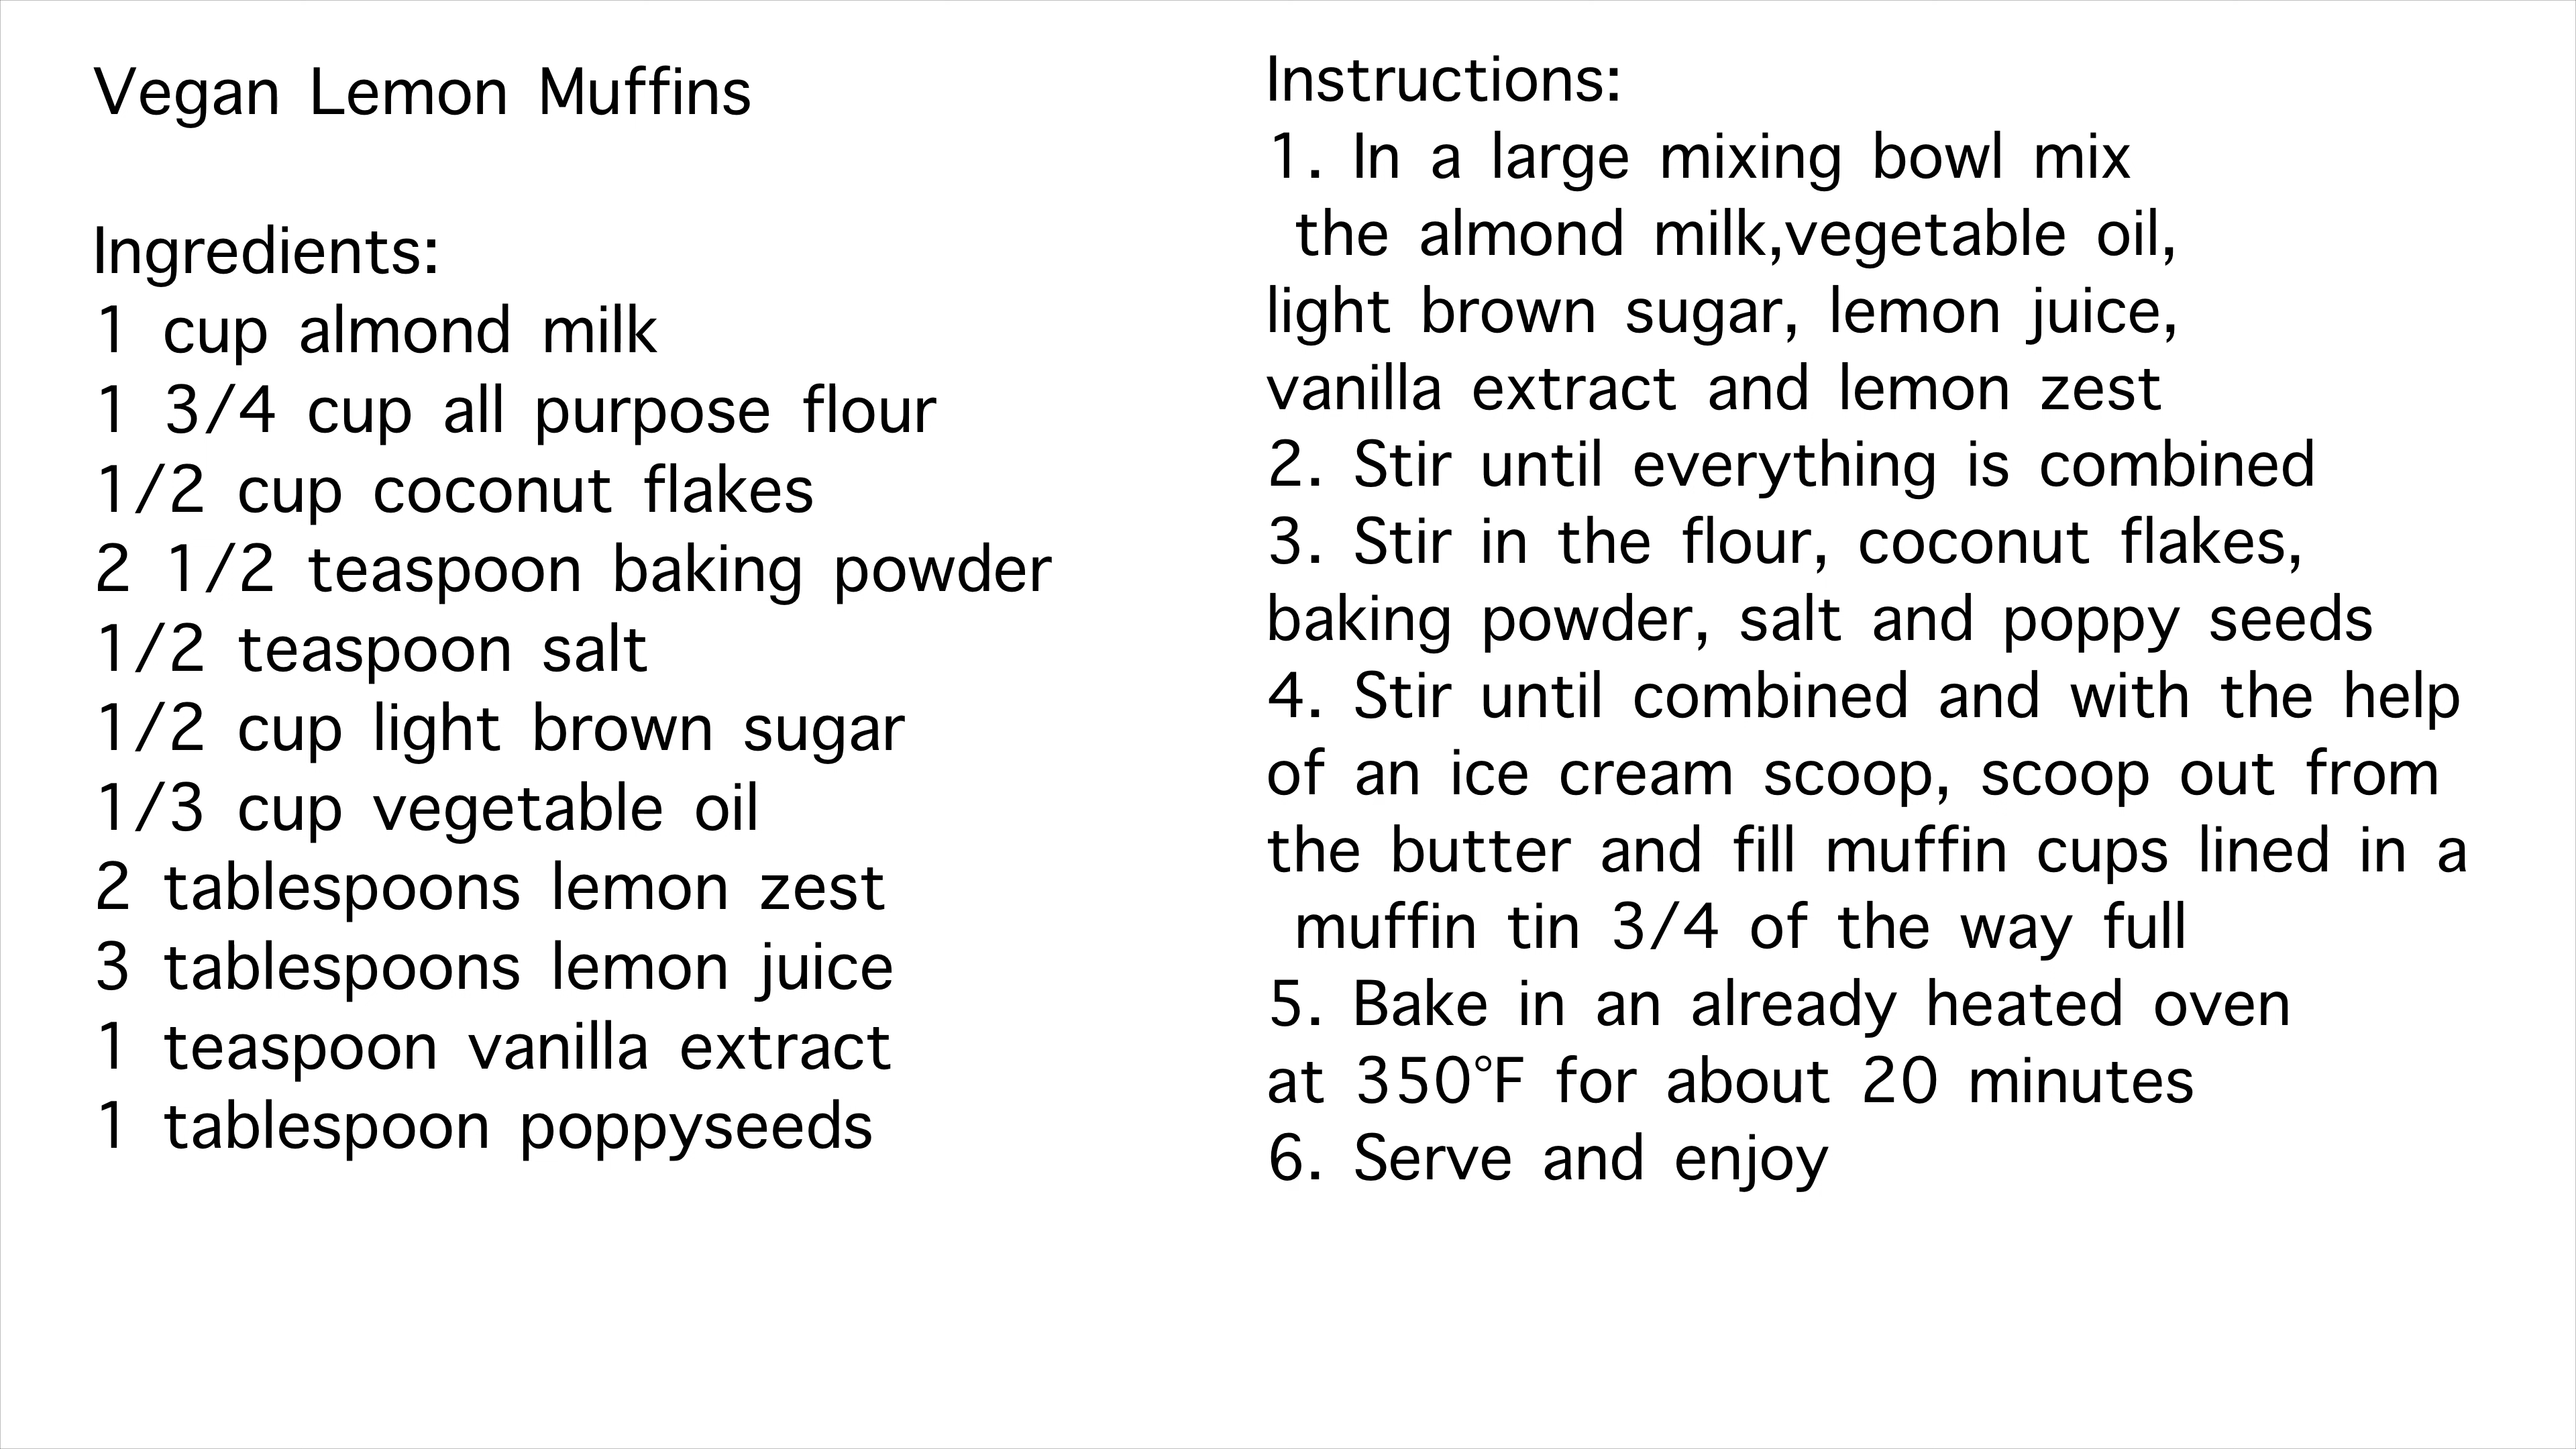 Vegan Lemon Muffins
Ingredients:
1 cup almond milk
1 3/4 cup all purpose flour
1/2 cup coconut flakes
2 1/2 teaspoon baking powder
1/2 teaspoon salt
1/2 cup light brown sugar
1/3 cup vegetable oil
2 tablespoons lemon zest
3 tablespoons lemon juice
1 teaspoon vanilla extract
1 tablespoon poppyseeds
Instructions:
1. In a large mixing bowl mix
the almond milk,vegetable oil,
light brown sugar, lemon juice,
vanilla extract and lemon zest
2. Stir until everything is combined
3. Stir in the flour, coconut flakes,
baking powder, salt and poppy seeds
4. Stir until combined and with the help
of an ice cream scoop, scoop out from
the butter and fill muffin cups lined in a
muffin tin 3/4 of the way full
5. Bake in an already heated oven
at 350°F for about 20 minutes
6. Serve and enjoy